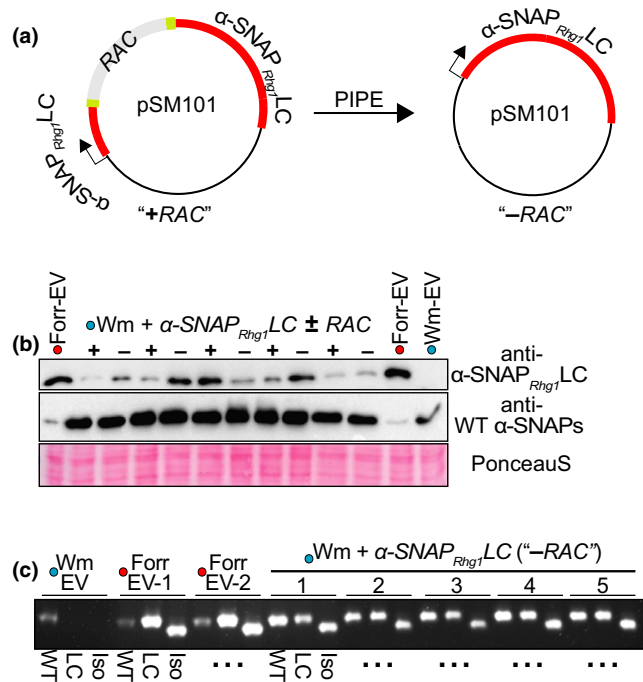 (a)
RAC
α-SNAP Rhg1 LC
pSM101
α-SNAP Rhg1 LC
"+RAC"
PIPE
α-SNAP Rhg1 LC
pSM101
"–RAC"
(b)
Forr-EV
Wm + α-SNAP Rhg1 LC ± RAC
Forr-EV
Wm-EV
+ – + – + – + – + –
anti-
α-SNAP Rhg1 LC
anti-
WT α-SNAPs
PonceauS
(c)
Wm EV
Forr EV-1
Forr EV-2
Wm + α-SNAP Rhg1 LC ("–RAC")
1 2 3 4 5
WT LC Iso WT LC Iso ... WT LC Iso ... ... ... ...